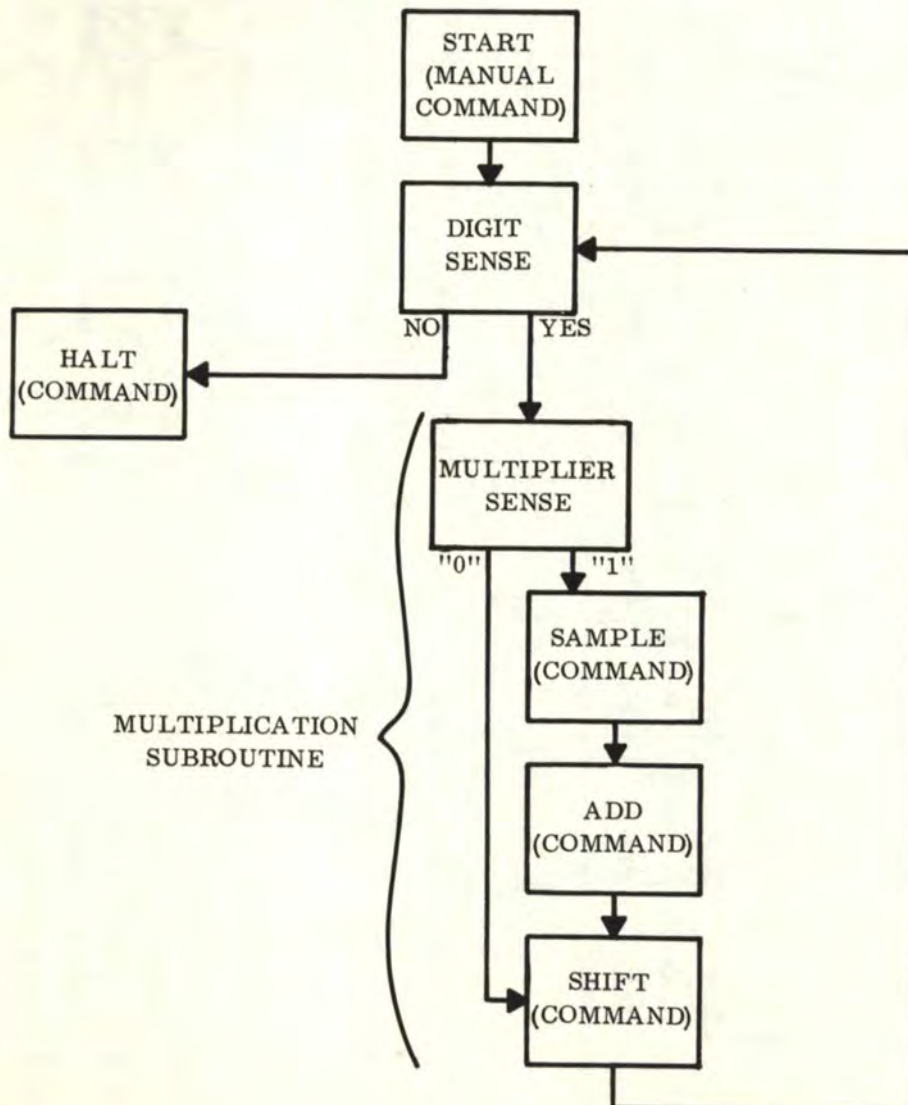 START
(MANUAL
COMMAND)
DIGIT
SENSE
NO
YES
HALT
(COMMAND)
MULTIPLIER
SENSE
"0"
"1"
SAMPLE
(COMMAND)
MULTIPLICATION
SUBROUTINE
ADD
(COMMAND)
SHIFT
(COMMAND)